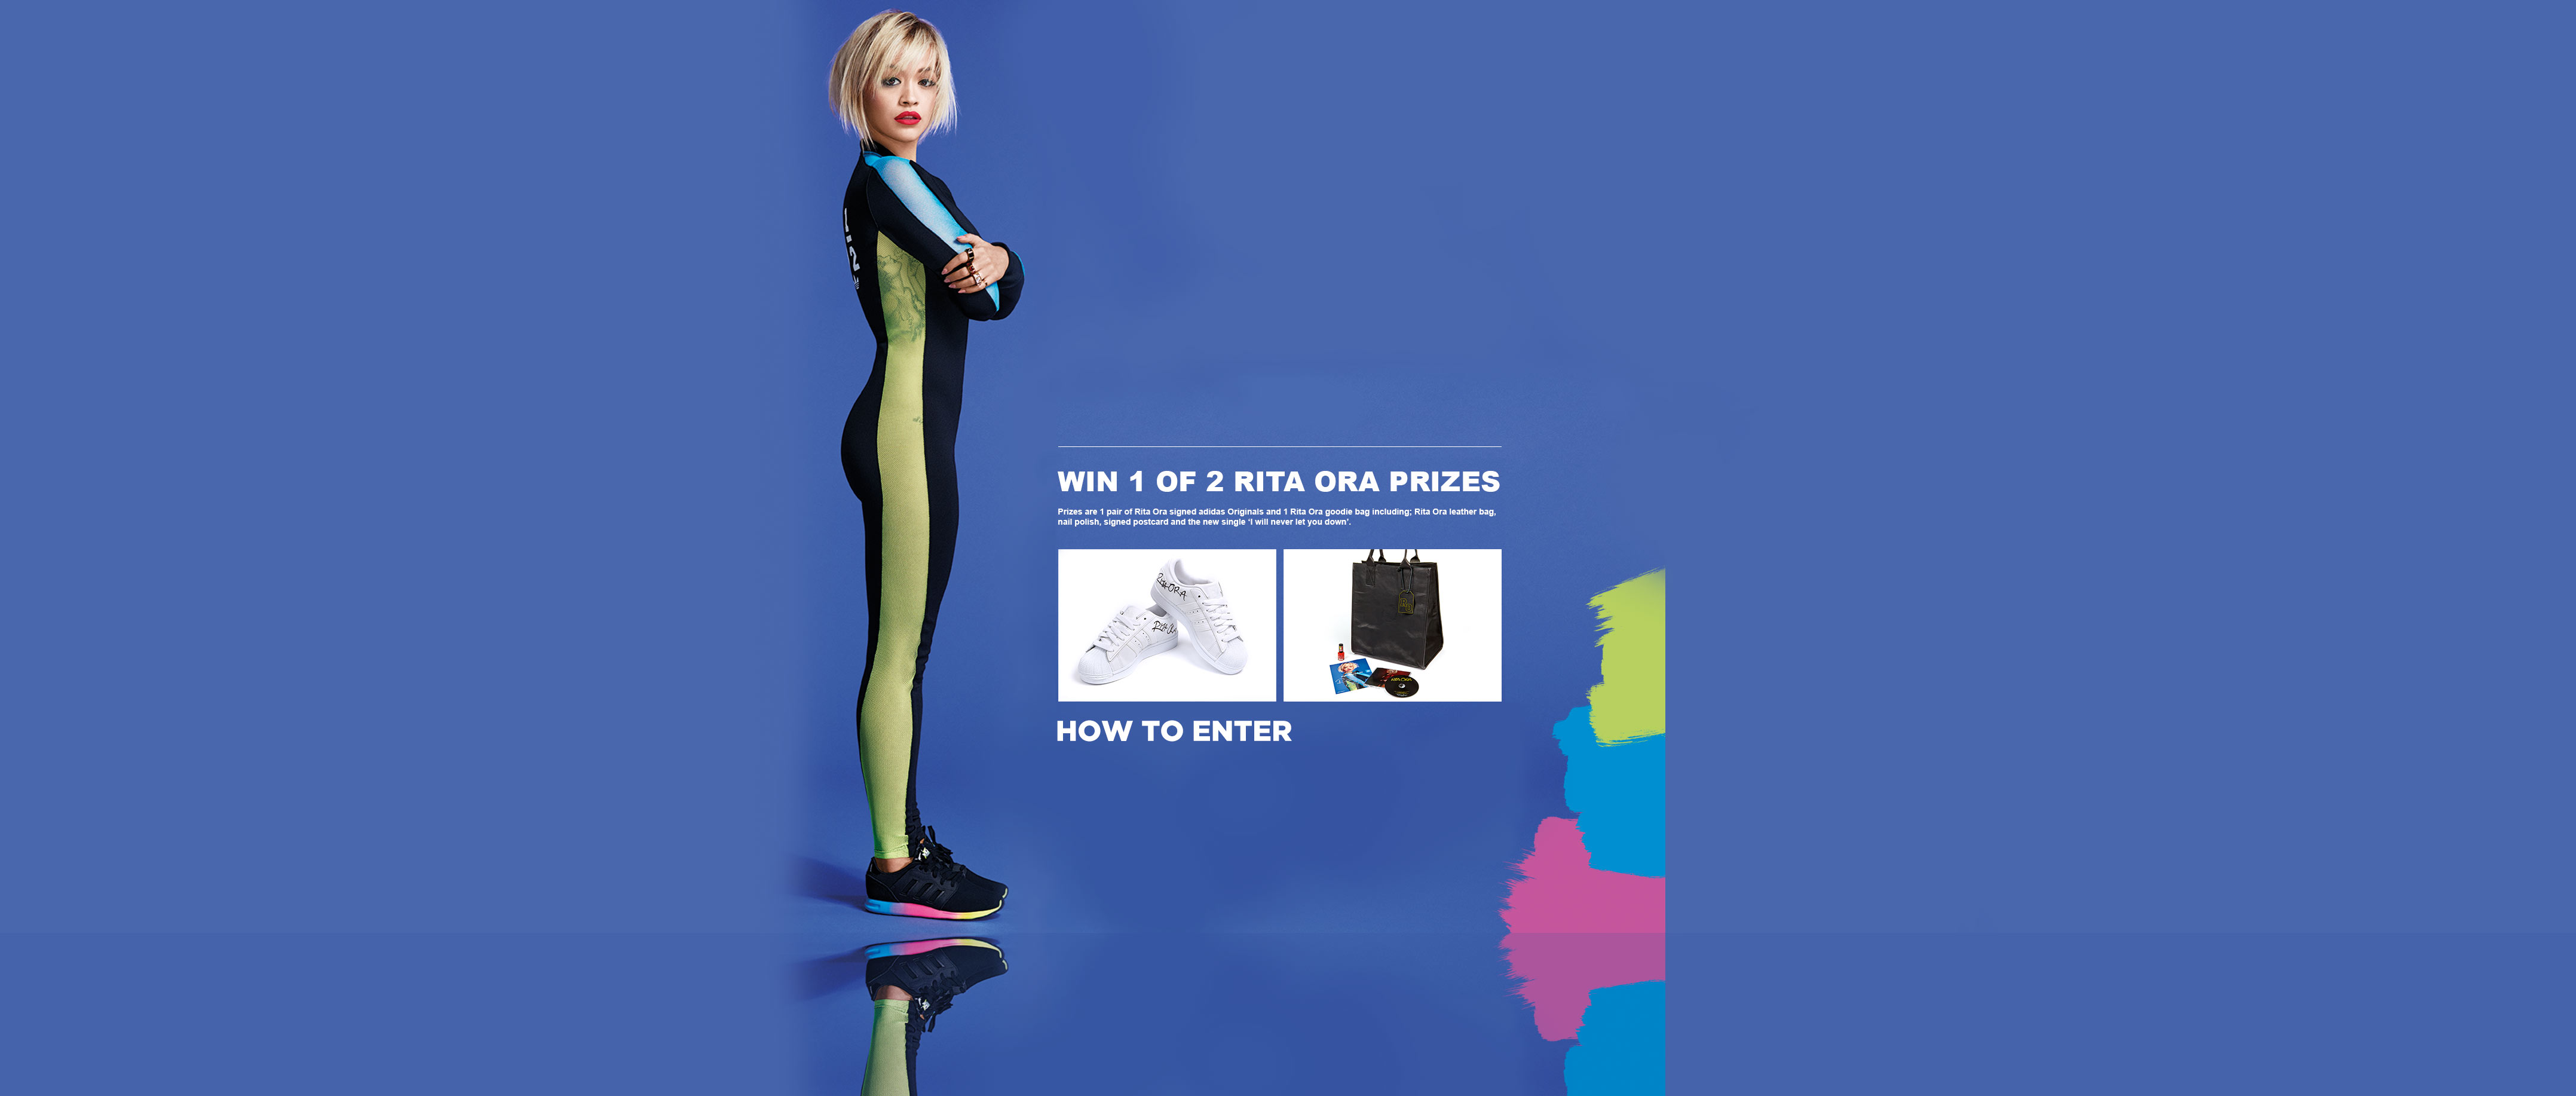 WIN 1 OF 2 RITA ORA PRIZES
Prizes are 1 pair of Rita Ora signed adidas Originals and 1 Rita Ora goodie bag including; Rita Ora leather bag,
nail polish, signed postcard and the new single ‘I will never let you down’.
RITA ORA
HOW TO ENTER